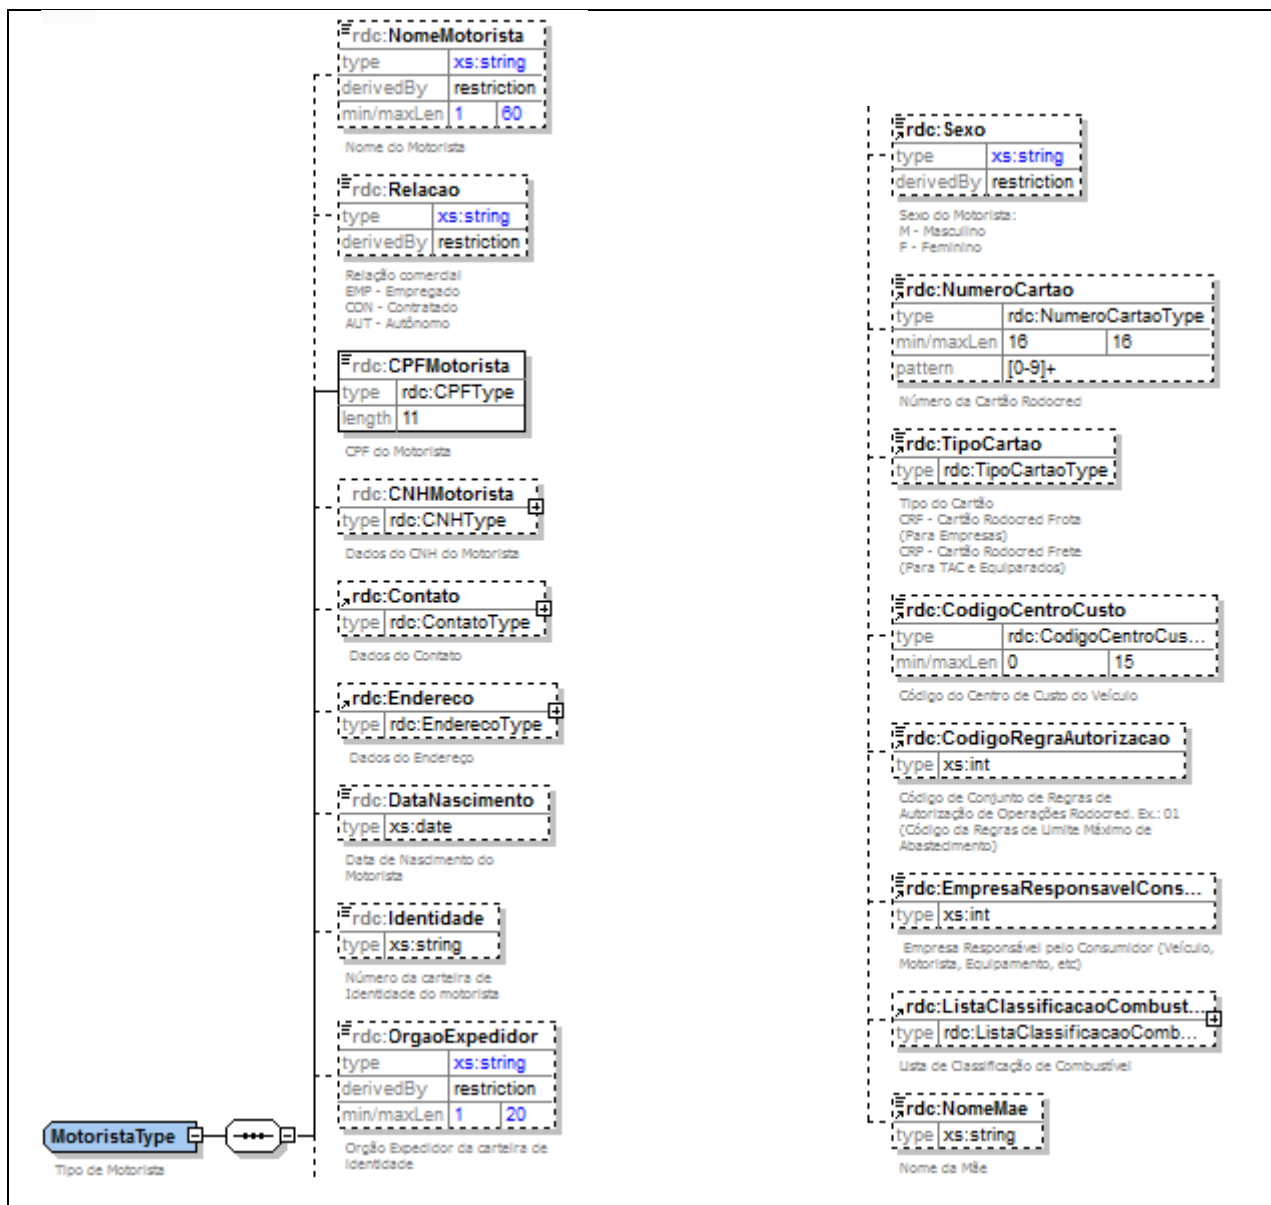 rdc:NomeMotorista
type xs:string
derivedBy restriction
min/maxLen 1 60
Nome do Motorista
rdc:Relacao
type xs:string
derivedBy restriction
Relação comercial
EMP - Empregado
CON - Contratado
AUT - Autônomo
rdc:CPFMotorista
type rdc:CPFType
length 11
CPF do Motorista
rdc:CNHMotorista
type rdc:CNHType
Dados do CNH do Motorista
rdc:Contato
type rdc:ContatoType
Dados do Contato
rdc:Endereco
type rdc:EnderecoType
Dados do Endereço
rdc:DataNascimento
type xs:date
Data de Nascimento do
Motorista
rdc:Identidade
type xs:string
Número da carteira de
Identidade do motorista
rdc:OrgaoExpedidor
type xs:string
derivedBy restriction
min/maxLen 1 20
Orgão Expedidor da carteira de
Identidade
MotoristaType
Tipo de Motorista
rdc:Sexo
type xs:string
derivedBy restriction
Sexo do Motorista:
M - Masculino
F - Feminino
rdc:NumeroCartao
type rdc:NumeroCartaoType
min/maxLen 16 16
pattern [0-9]+
Número da Cartão Rodocred
rdc:TipoCartao
type rdc:TipoCartaoType
Tipo do Cartão
CRF - Cartão Rodocred Frota
(Para Empresas)
CRP - Cartão Rodocred Frete
(Para TAC e Equiparados)
rdc:CodigoCentroCusto
type rdc:CodigoCentroCus...
min/maxLen 0 15
Código do Centro de Custo do Veículo
rdc:CodigoRegraAutorizacao
type xs:int
Código de Conjunto de Regras de
Autorização de Operações Rodocred. Ex.: 01
(Código da Regras de Limite Máximo de
Abastecimento)
rdc:EmpresaResponsavelCons...
type xs:int
Empresa Responsável pelo Consumidor (Veículo,
Motorista, Equipamento, etc)
rdc:ListaClassificacaoCombust...
type rdc:ListaClassificacaoComb...
Lista de Classificação de Combustível
rdc:NomeMae
type xs:string
Nome da Mãe